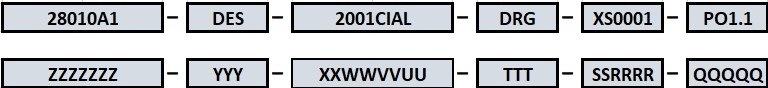 28010A1 – DES – 2001CIAL – DRG – XS0001 – PO1.1
ZZZZZZZ – YYY – XXWWVVUU – TTT – SSRRRR – QQQQQ